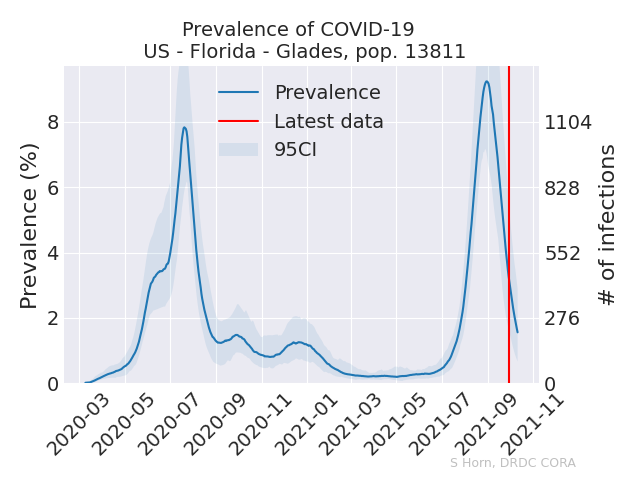 Prevalence of COVID-19
US - Florida - Glades, pop. 13811
Prevalence
Latest data
95CI
Prevalence (%)
8
6
4
2
0
1104
828
552
276
0
# of infections
2020-03
2020-05
2020-07
2020-09
2020-11
2021-01
2021-03
2021-05
2021-07
2021-09
2021-11
S Horn, DRDC CORA